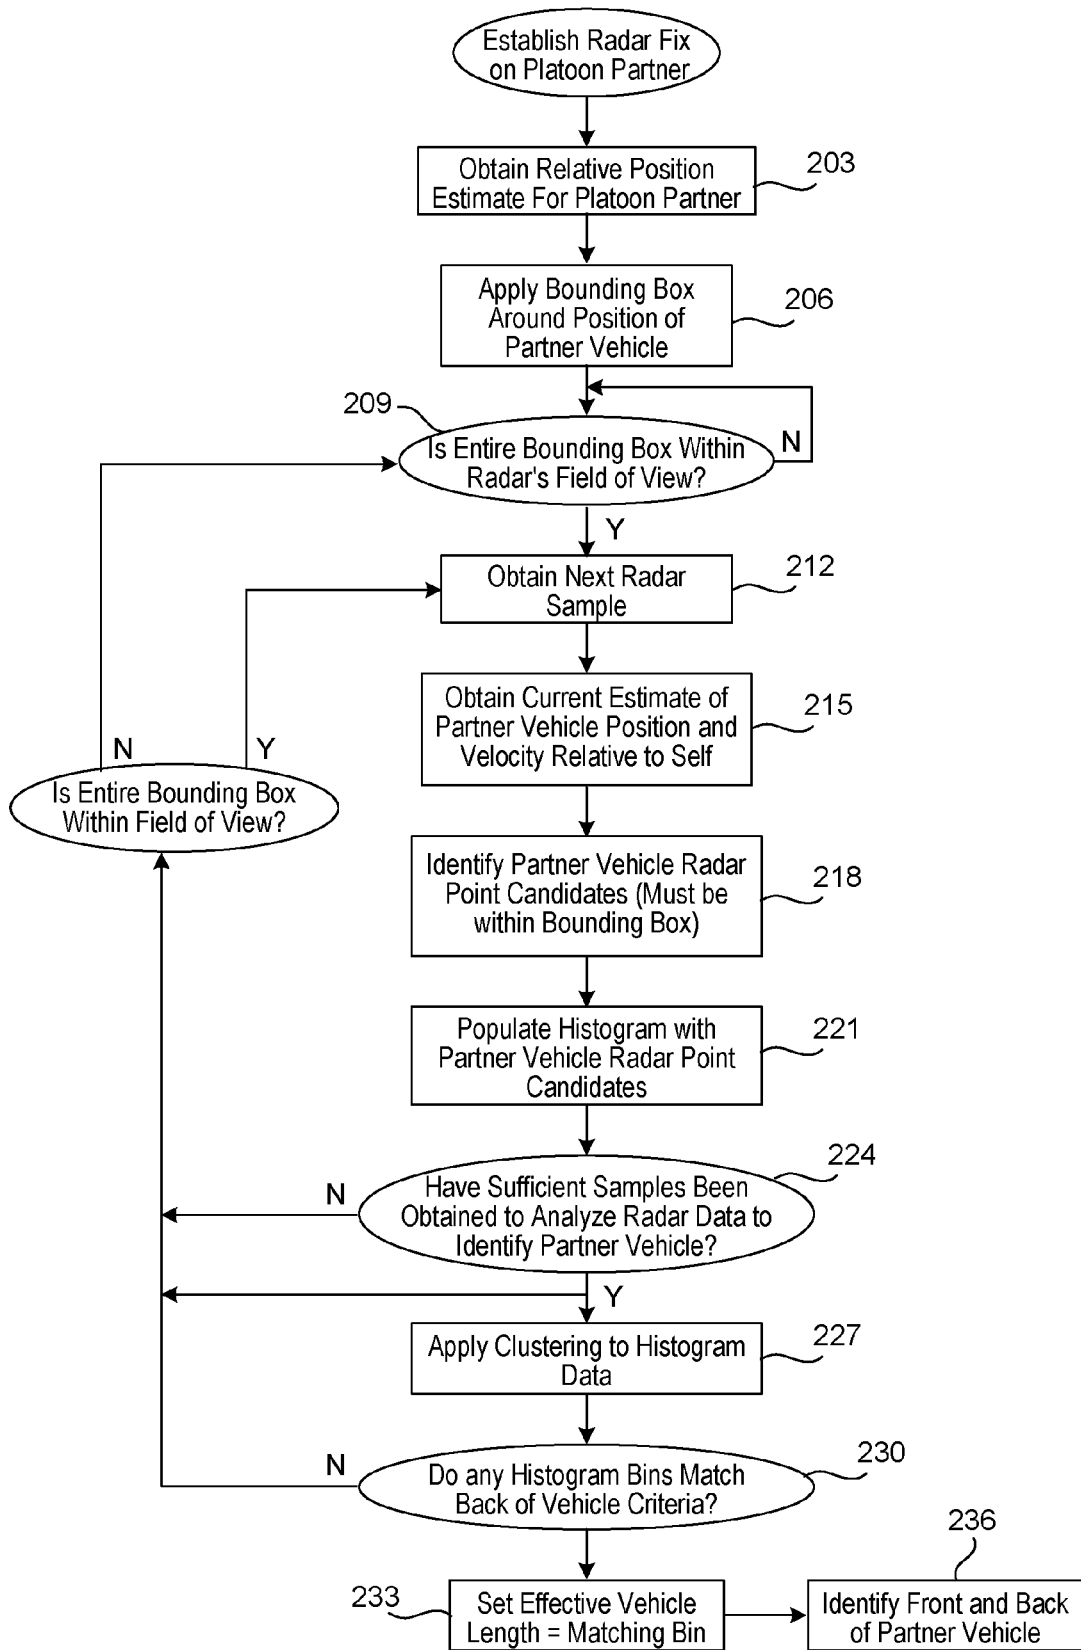 Establish Radar Fix
on Platoon Partner
Obtain Relative Position
Estimate For Platoon Partner
203
Apply Bounding Box
Around Position of
Partner Vehicle
206
209
Is Entire Bounding Box Within
Radar's Field of View?
N
Y
Obtain Next Radar
Sample
212
Obtain Current Estimate of
Partner Vehicle Position and
Velocity Relative to Self
215
N
Y
Is Entire Bounding Box
Within Field of View?
Identify Partner Vehicle Radar
Point Candidates (Must be
within Bounding Box)
218
Populate Histogram with
Partner Vehicle Radar Point
Candidates
221
Have Sufficient Samples Been
Obtained to Analyze Radar Data to
Identify Partner Vehicle?
224
N
Y
Apply Clustering to Histogram
Data
227
Do any Histogram Bins Match
Back of Vehicle Criteria?
230
N
233
Set Effective Vehicle
Length = Matching Bin
236
Identify Front and Back
of Partner Vehicle